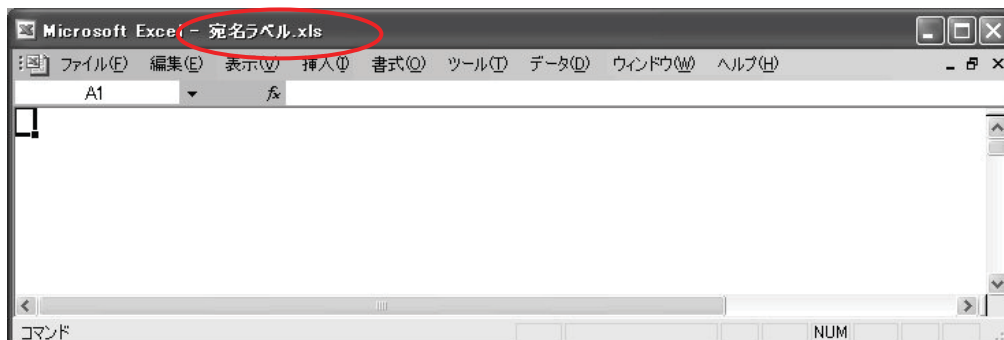 Microsoft Excel - 宛名ラベル.xls
ファイル(F) 編集(E) 表示(V) 挿入(I) 書式(O) ツール(T) データ(D) ウィンドウ(W) ヘルプ(H)
A1 fx
コマンド NUM